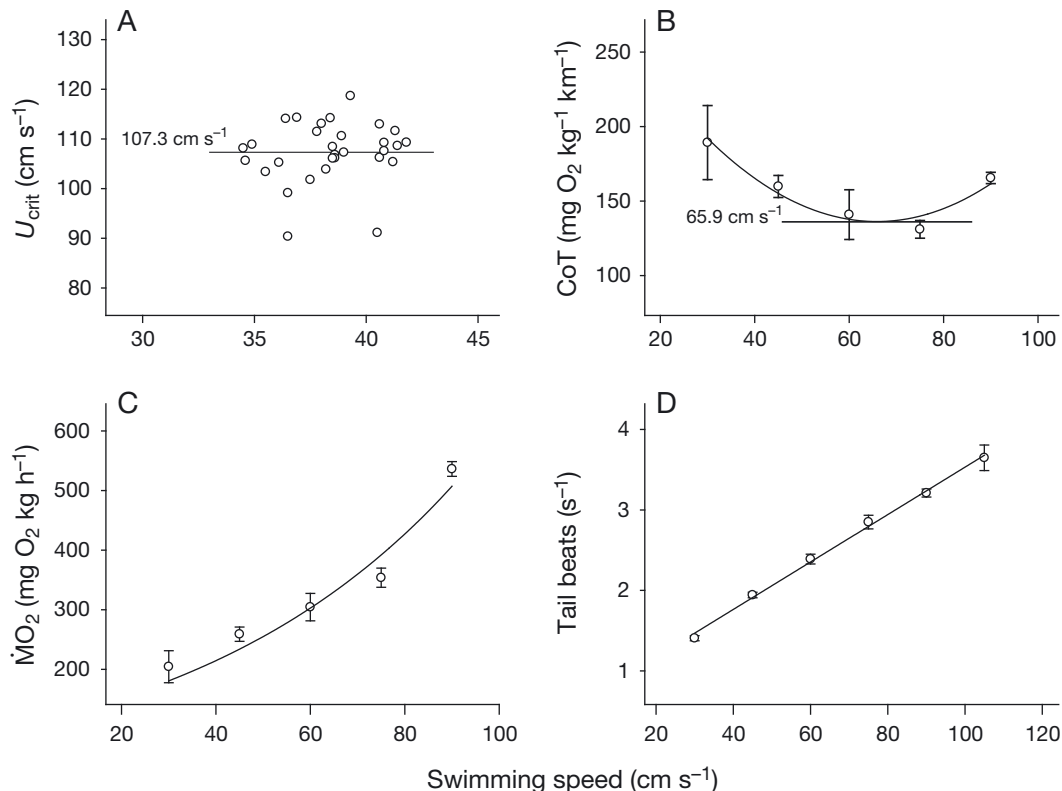 A
130
120
110
100
90
80
107.3 cm s⁻¹
U_crit (cm s⁻¹)
30 35 40 45
B
250
200
150
100
65.9 cm s⁻¹
CoT (mg O₂ kg⁻¹ km⁻¹)
20 40 60 80 100
C
600
500
400
300
200
ṀO₂ (mg O₂ kg h⁻¹)
20 40 60 80 100
D
4
3
2
1
Tail beats (s⁻¹)
20 40 60 80 100 120
Swimming speed (cm s⁻¹)